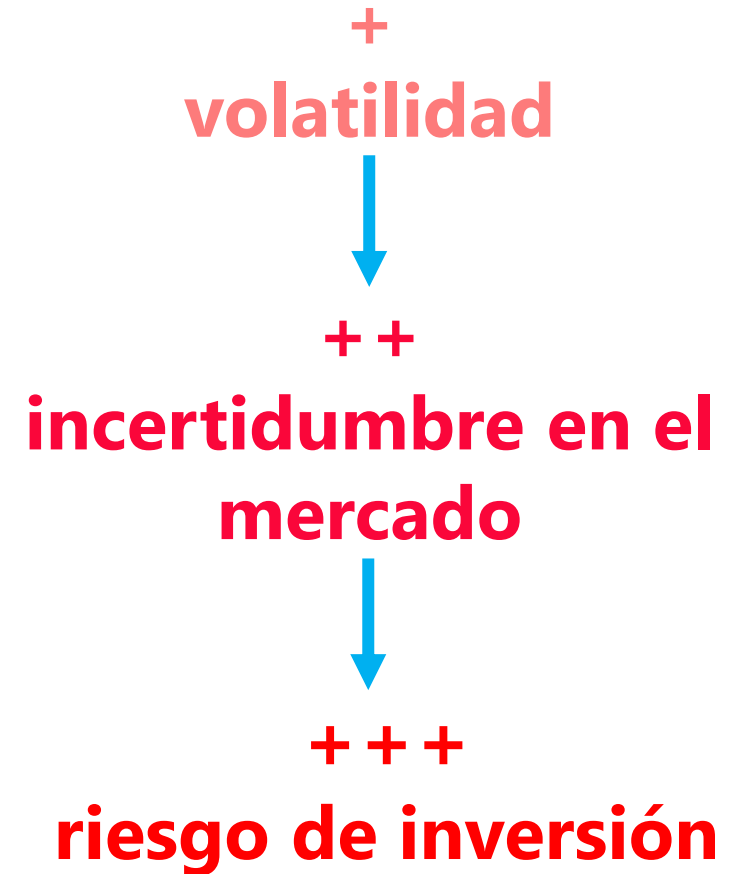 +
volatilidad
+ +
incertidumbre en el
mercado
+ + +
riesgo de inversión